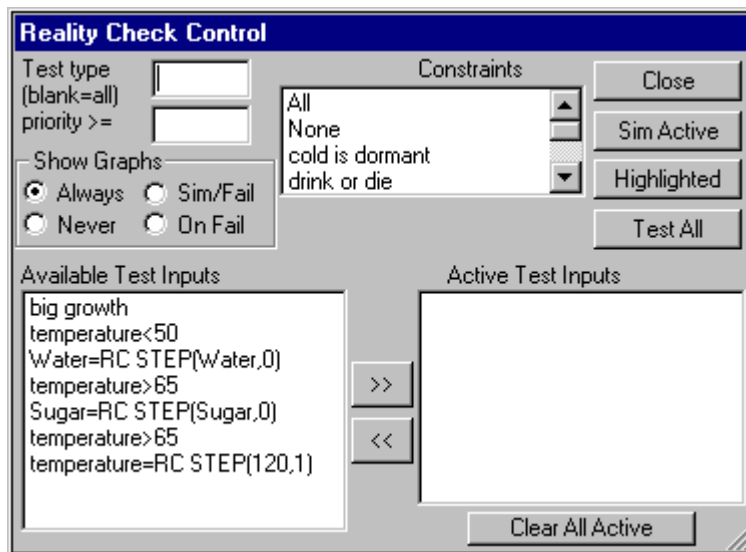 Reality Check Control
Test type
(blank=all)
priority >=
Constraints
All
None
cold is dormant
drink or die
Close
Sim Active
Highlighted
Test All
Show Graphs
Always
Sim/Fail
Never
On Fail
Available Test Inputs
big growth
temperature<50
Water=RC STEP(Water,0)
temperature>65
Sugar=RC STEP(Sugar,0)
temperature>65
temperature=RC STEP(120,1)
>>
<<
Active Test Inputs
Clear All Active